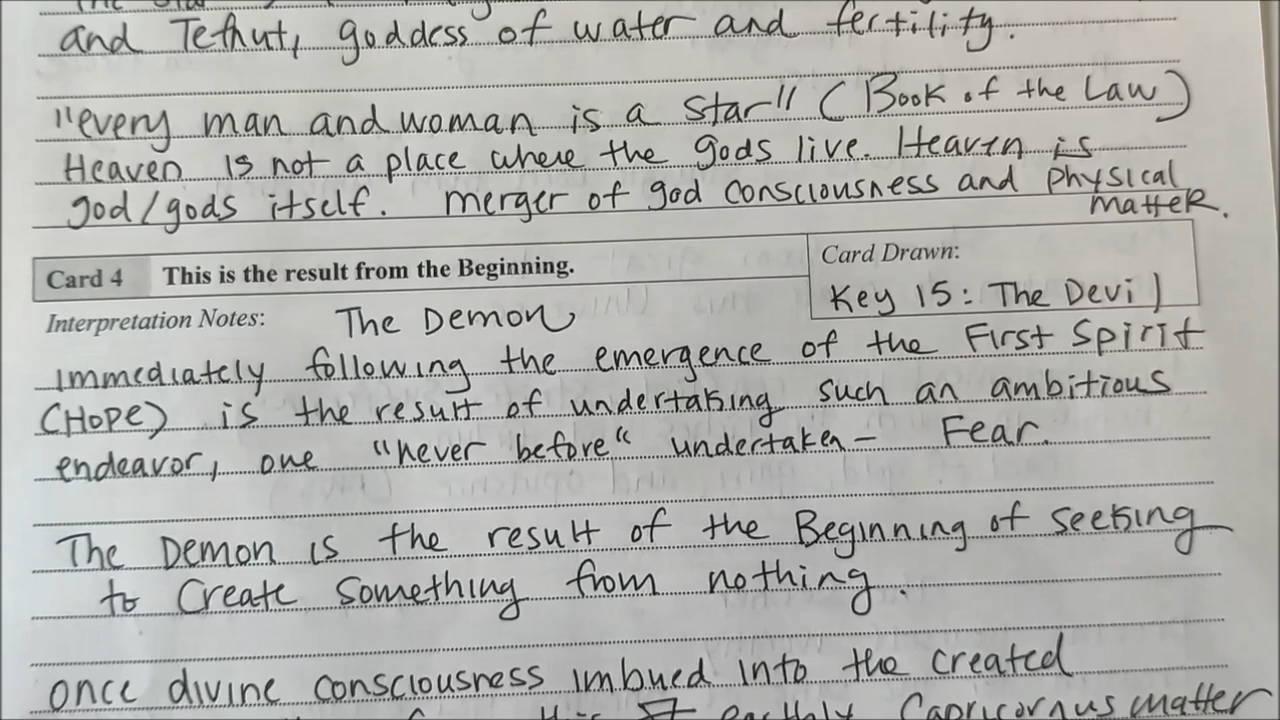 and Tefnut, goddess of water and fertility.
"every man and woman is a star" (Book of the Law)
Heaven is not a place where the gods live. Heaven is
god/gods itself. merger of god consciousness and physical
matter.
Card 4 This is the result from the Beginning.
Card Drawn:
Key 15: The Devil
Interpretation Notes: The Demon
immediately following the emergence of the First Spirit
(HOPE) is the result of undertaking such an ambitious
endeavor, one "never before" undertaken - Fear.
The Demon is the result of the Beginning of seeking
to create something from nothing.
once divine consciousness imbued into the created
earthly Capricornus matter